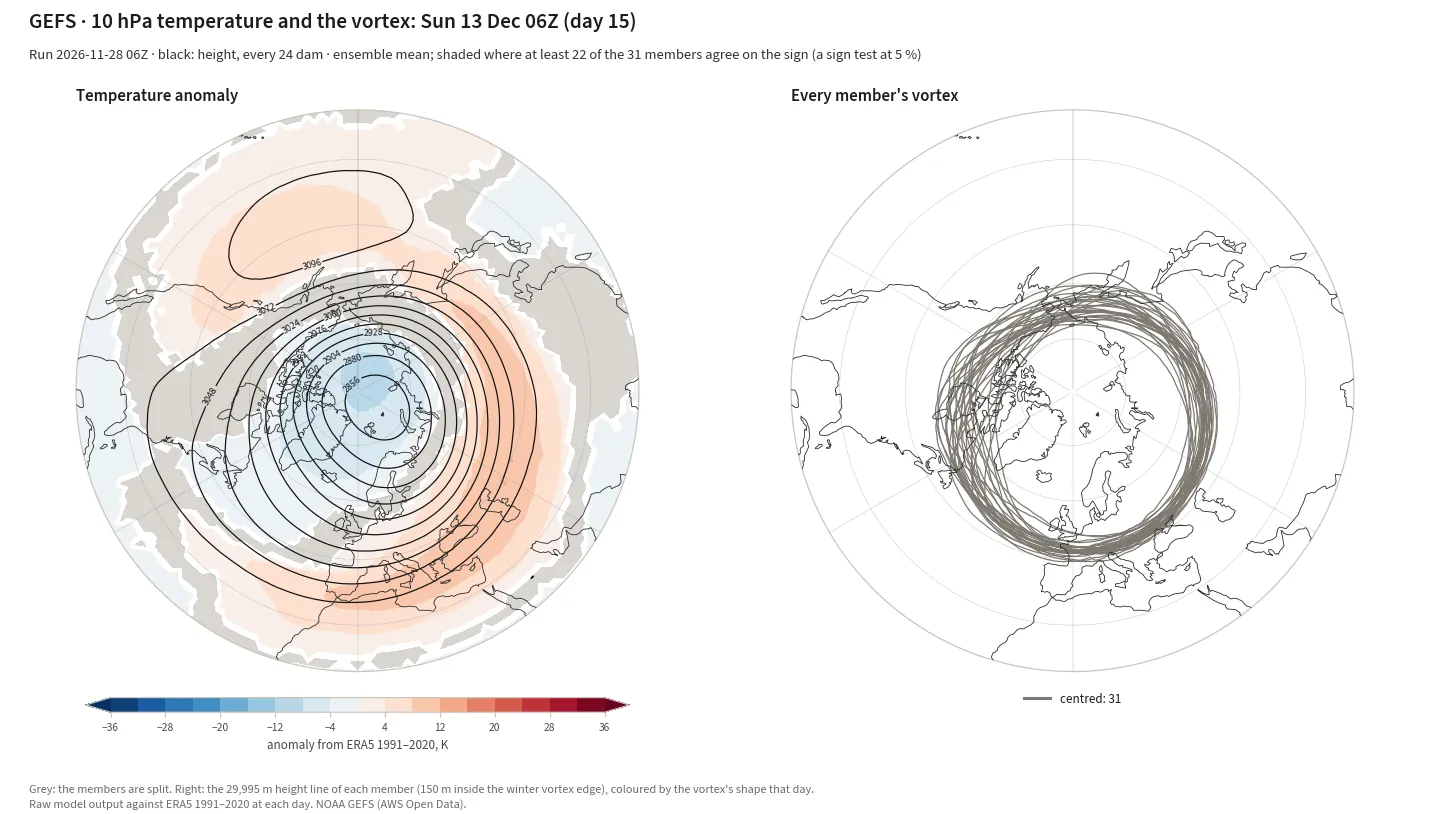 GEFS · 10 hPa temperature and the vortex: Sun 13 Dec 06Z (day 15)
Run 2026-11-28 06Z · black: height, every 24 dam · ensemble mean; shaded where at least 22 of the 31 members agree on the sign (a sign test at 5 %)
Temperature anomaly
Every member's vortex
3096
3072
3024
3000
2976
2928
2904
2880
2856
3048
centred: 31
−36 −28 −20 −12 −4 4 12 20 28 36
anomaly from ERA5 1991–2020, K
Grey: the members are split. Right: the 29,995 m height line of each member (150 m inside the winter vortex edge), coloured by the vortex's shape that day.
Raw model output against ERA5 1991–2020 at each day. NOAA GEFS (AWS Open Data).